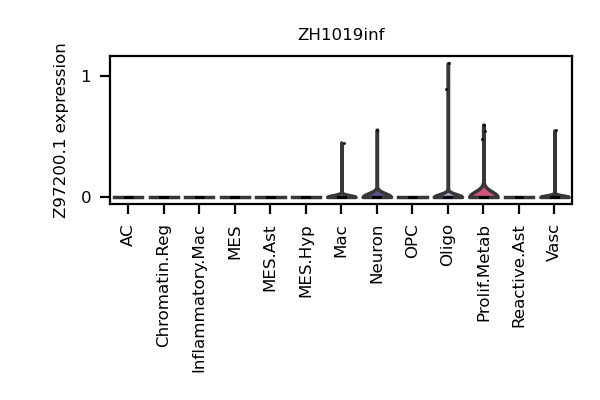 ZH1019inf
Z97200.1 expression
1
0
AC
Chromatin.Reg
Inflammatory.Mac
MES
MES.Ast
MES.Hyp
Mac
Neuron
OPC
Oligo
Prolif.Metab
Reactive.Ast
Vasc